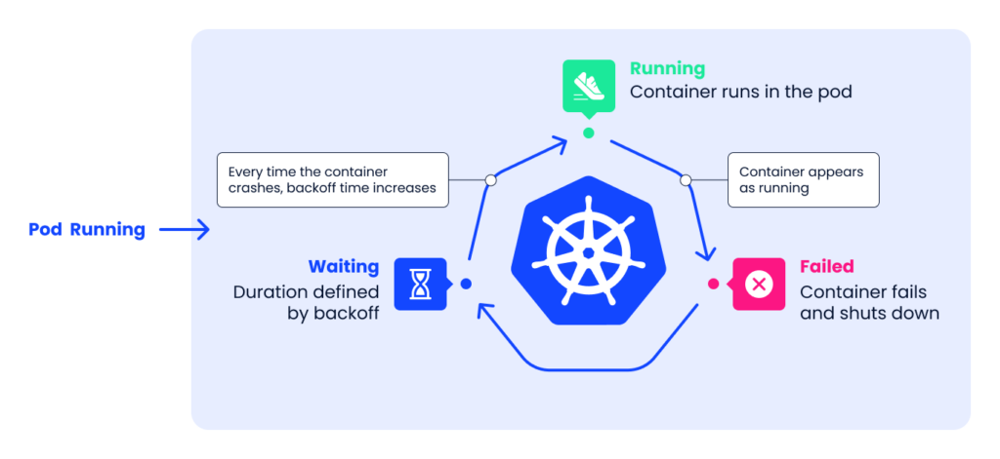 Running
Container runs in the pod
Every time the container
crashes, backoff time increases
Container appears
as running
Pod Running
Waiting
Duration defined
by backoff
Failed
Container fails
and shuts down